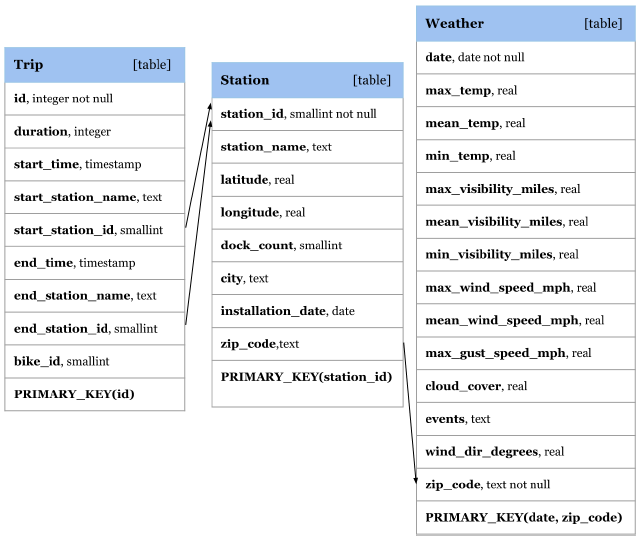 Trip [table]
id, integer not null
duration, integer
start_time, timestamp
start_station_name, text
start_station_id, smallint
end_time, timestamp
end_station_name, text
end_station_id, smallint
bike_id, smallint
PRIMARY_KEY(id)
Station [table]
station_id, smallint not null
station_name, text
latitude, real
longitude, real
dock_count, smallint
city, text
installation_date, date
zip_code,text
PRIMARY_KEY(station_id)
Weather [table]
date, date not null
max_temp, real
mean_temp, real
min_temp, real
max_visibility_miles, real
mean_visibility_miles, real
min_visibility_miles, real
max_wind_speed_mph, real
mean_wind_speed_mph, real
max_gust_speed_mph, real
cloud_cover, real
events, text
wind_dir_degrees, real
zip_code, text not null
PRIMARY_KEY(date, zip_code)